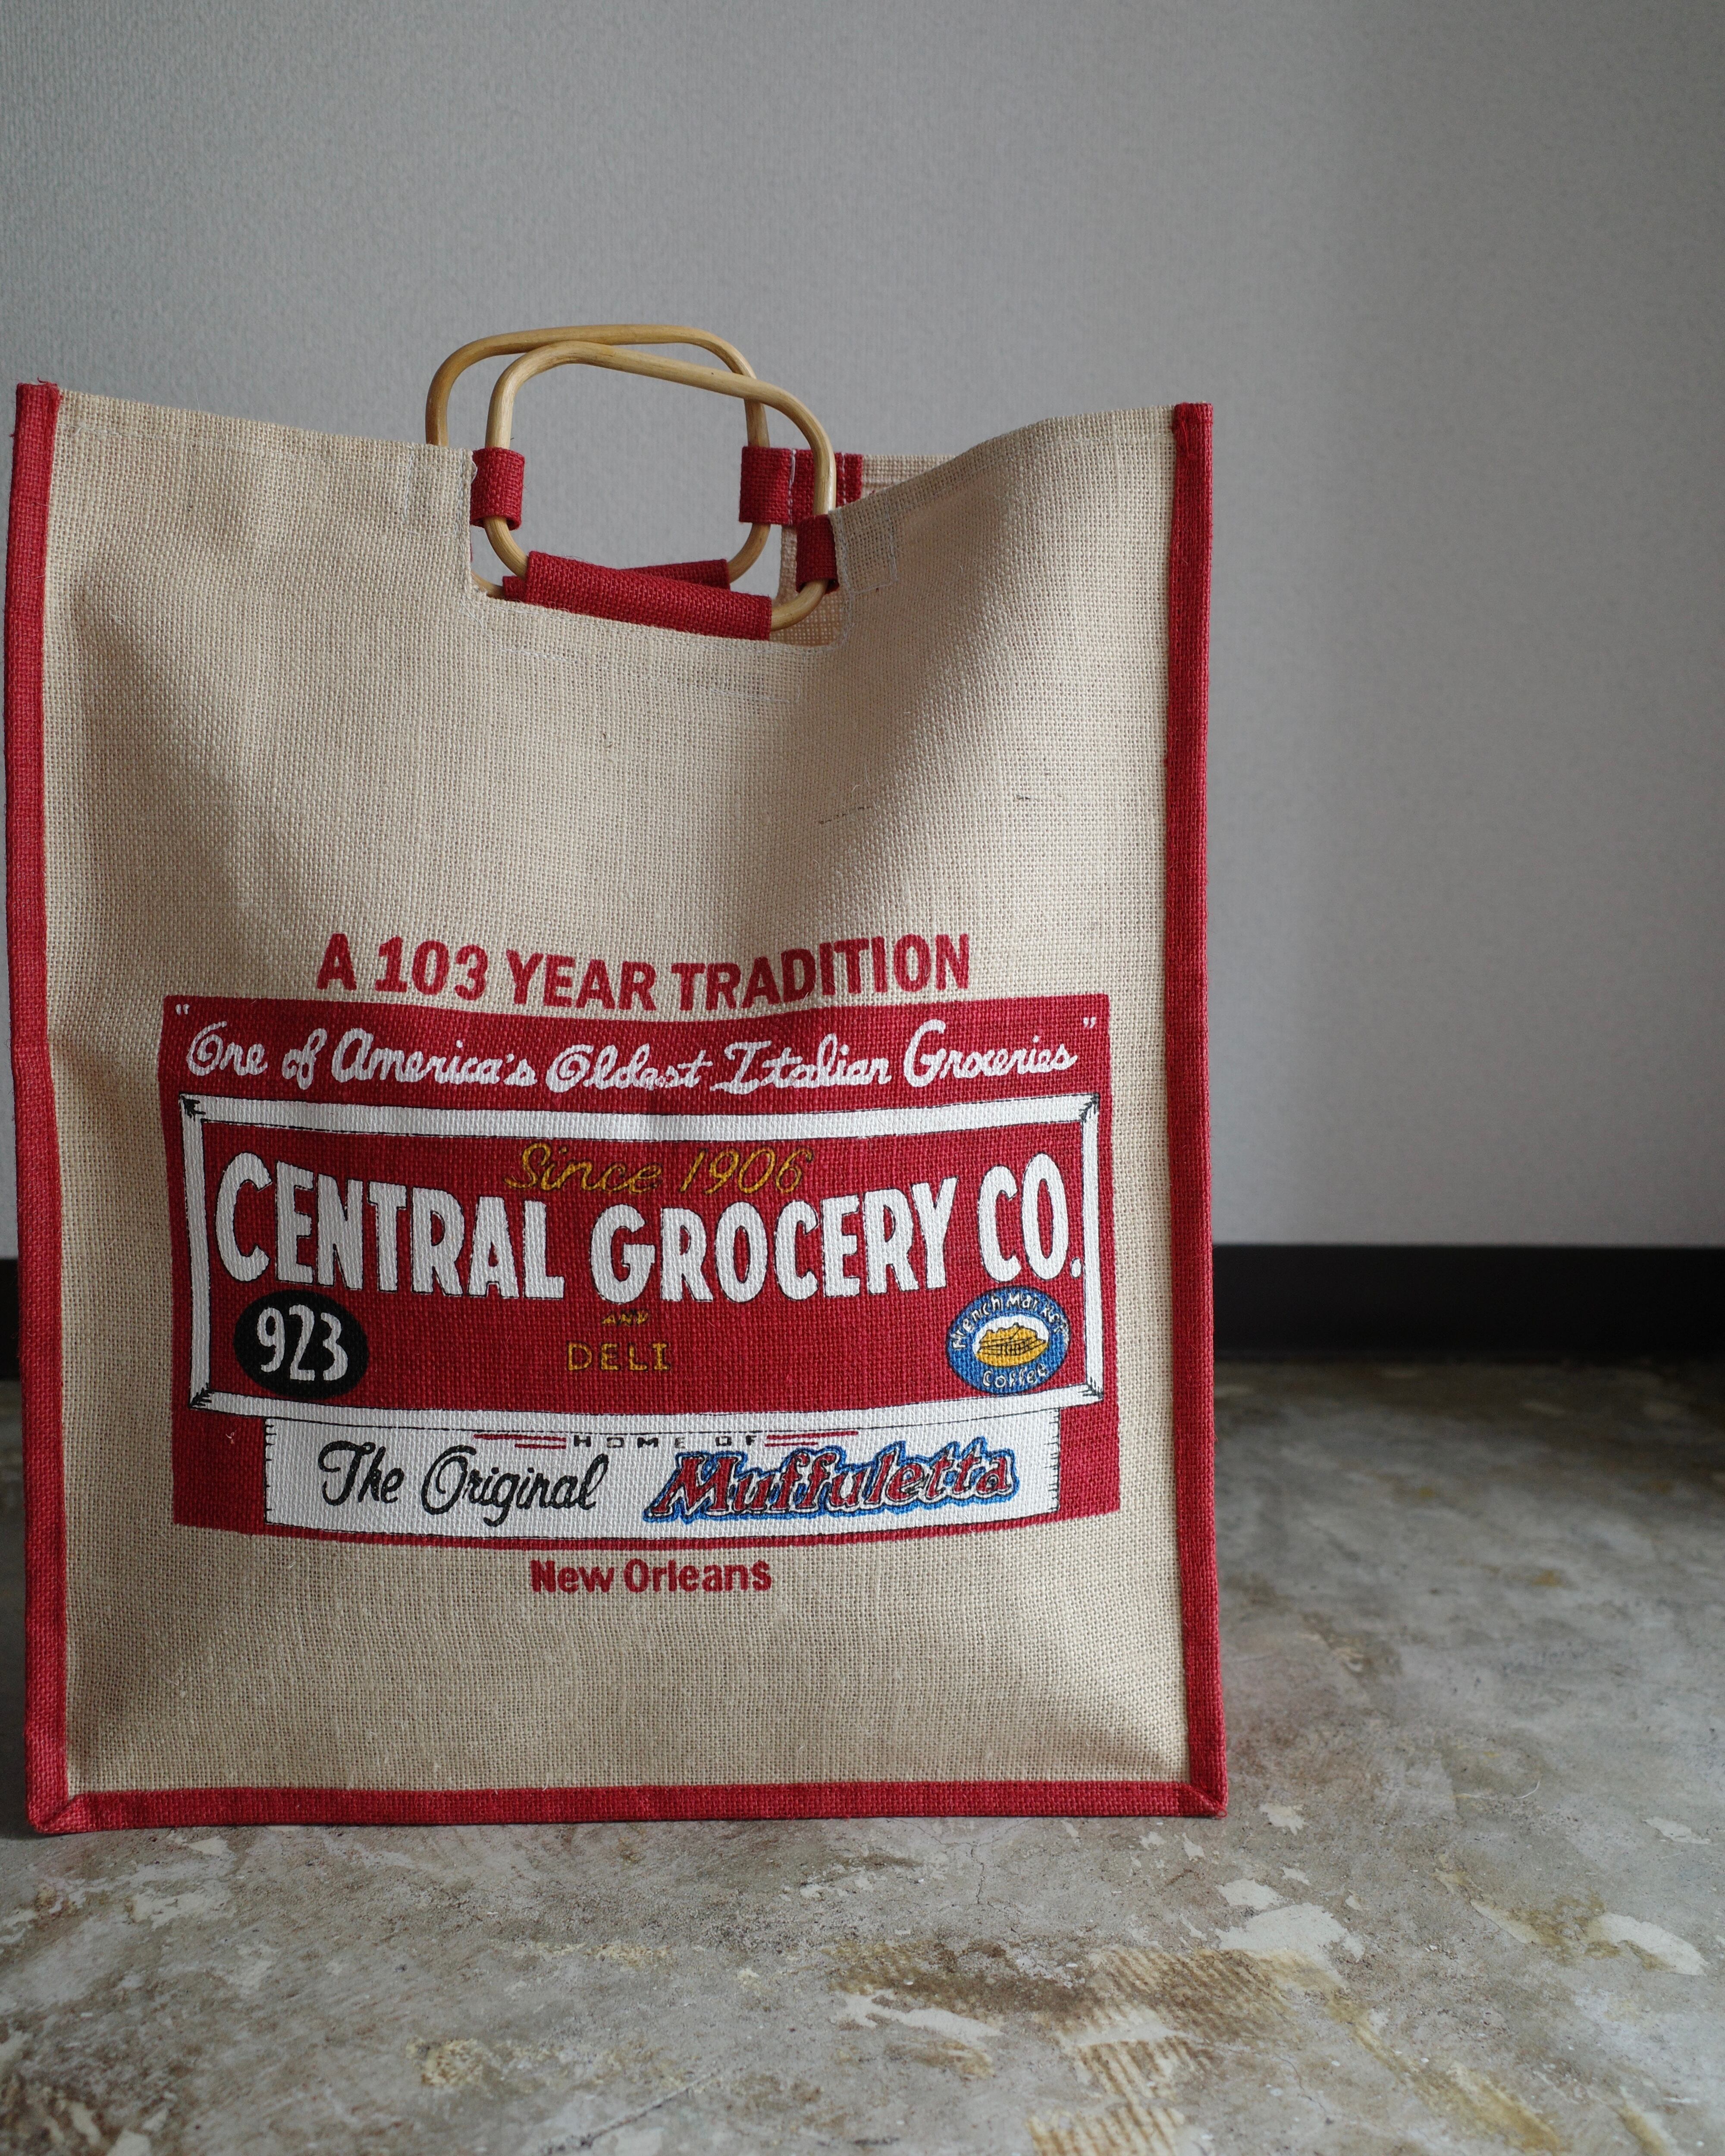 A 103 YEAR TRADITION
"One of America's Oldest Italian Groceries"
Since 1906
CENTRAL GROCERY CO.
AND
DELI
923
French Market
Coffee
HOME OF
The Original Muffuletta
New Orleans